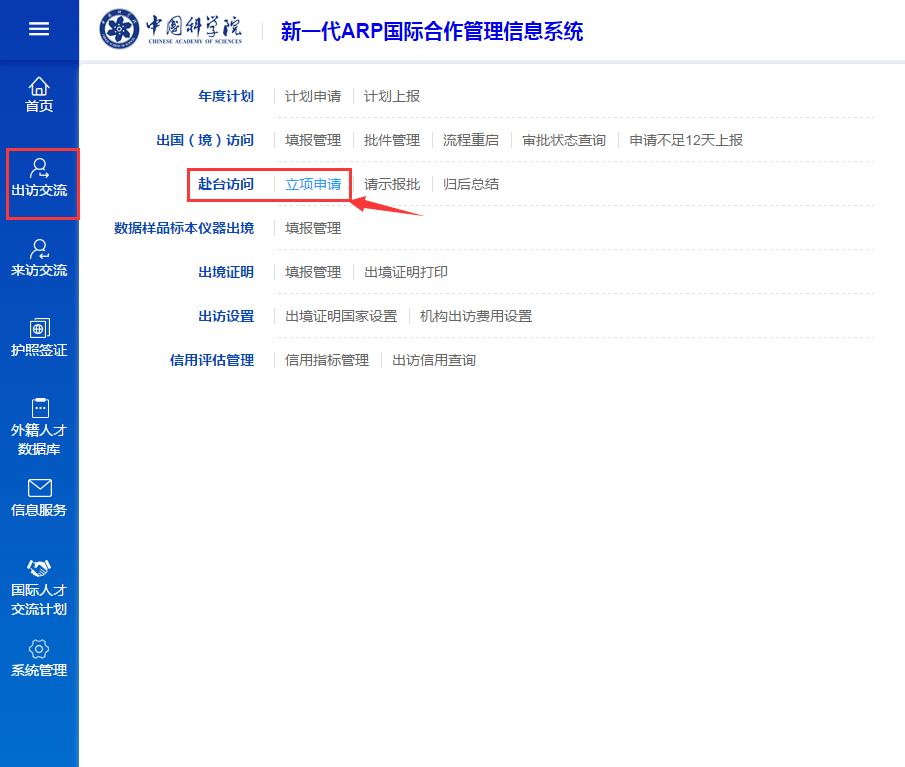 中国科学院
CHINESE ACADEMY OF SCIENCES
新一代ARP国际合作管理信息系统
首页
出访交流
来访交流
护照签证
外籍人才
数据库
信息服务
国际人才
交流计划
系统管理
年度计划 计划申请 计划上报
出国（境）访问 填报管理 批件管理 流程重启 审批状态查询 申请不足12天上报
赴台访问 立项申请 请示报批 归后总结
数据样品标本仪器出境 填报管理
出境证明 填报管理 出境证明打印
出访设置 出境证明国家设置 机构出访费用设置
信用评估管理 信用指标管理 出访信用查询